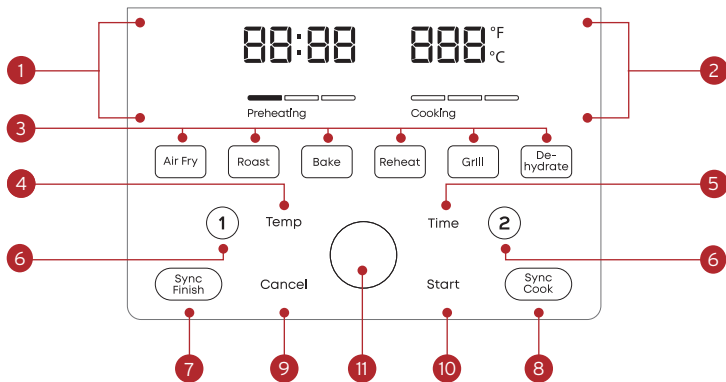 88:88 888 °F
°C
1 2
Preheating Cooking
3
Air Fry Roast Bake Reheat Grill De-
hydrate
4 5
1 Temp Time 2
6 6
Sync
Finish Cancel Start Sync
Cook
7 9 11 10 8